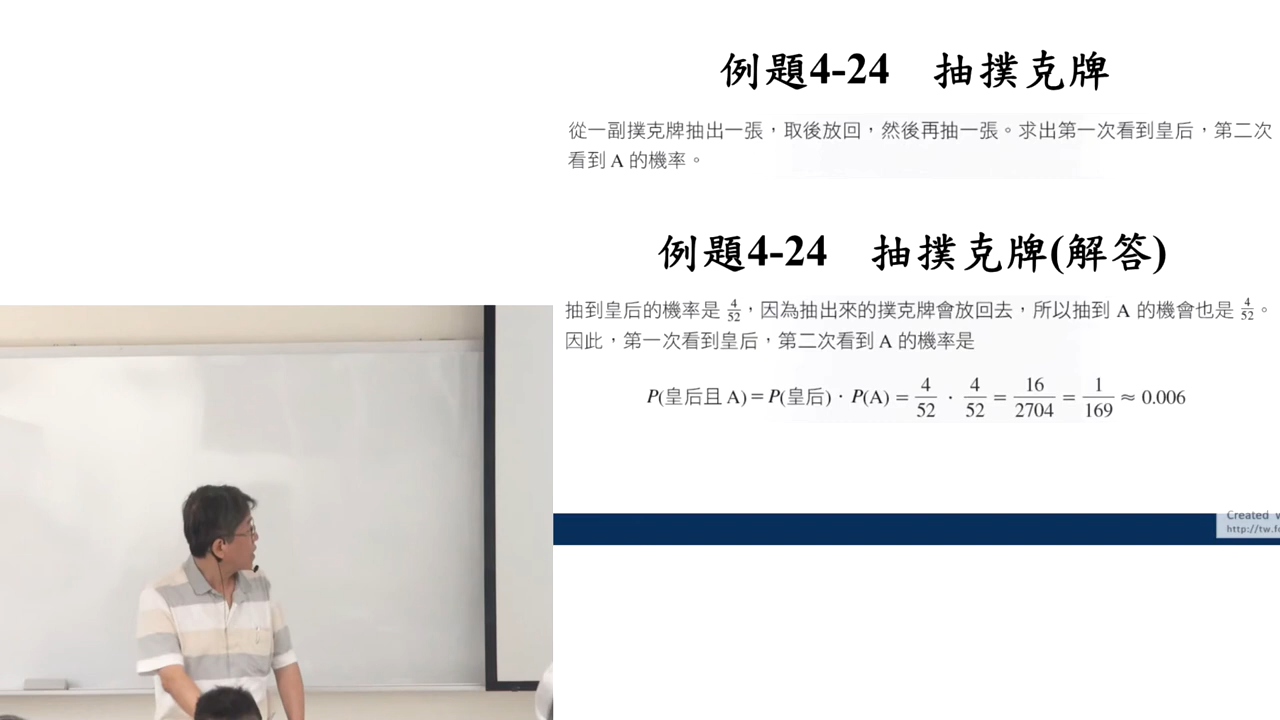 例題4-24 抽撲克牌
從一副撲克牌抽出一張，取後放回，然後再抽一張。求出第一次看到皇后，第二次
看到 A 的機率。
例題4-24 抽撲克牌(解答)
抽到皇后的機率是 4/52，因為抽出來的撲克牌會放回去，所以抽到 A 的機會也是 4/52。
因此，第一次看到皇后，第二次看到 A 的機率是
P(皇后且 A) = P(皇后) · P(A) = 4/52 · 4/52 = 16/2704 = 1/169 ≈ 0.006
Created
http://tw.fo